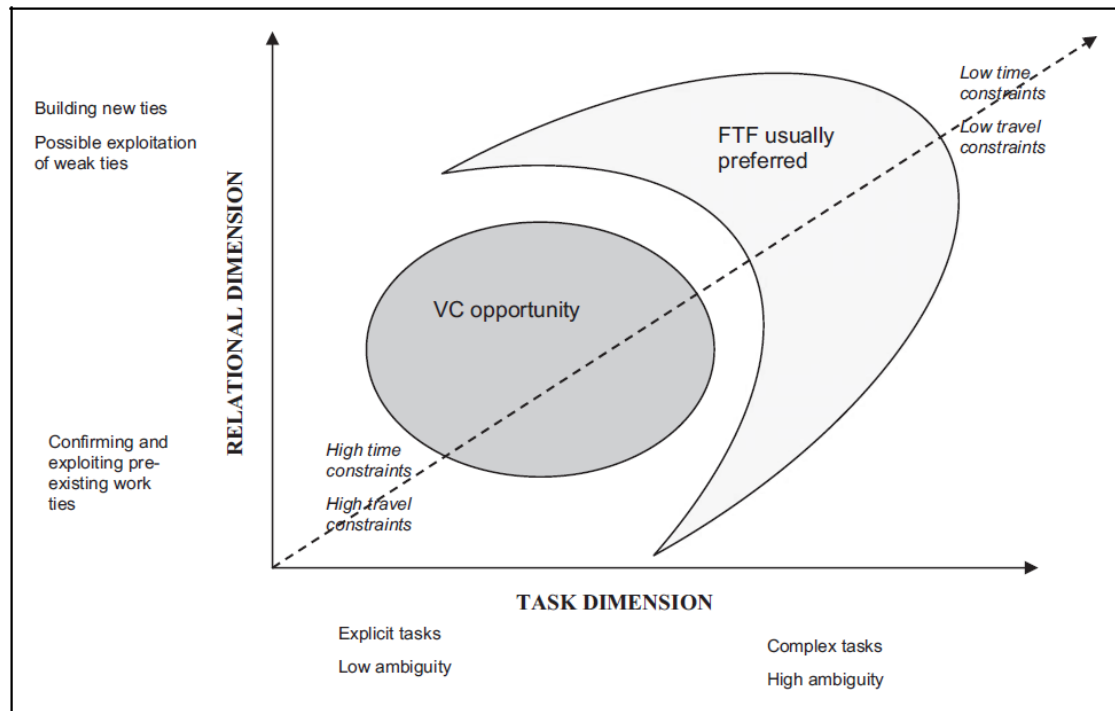 Low time
constraints
Building new ties
Possible exploitation
of weak ties
FTF usually
preferred
Low travel
constraints
RELATIONAL DIMENSION
VC opportunity
Confirming and
exploiting pre-
existing work
ties
High time
constraints
High travel
constraints
TASK DIMENSION
Explicit tasks
Low ambiguity
Complex tasks
High ambiguity